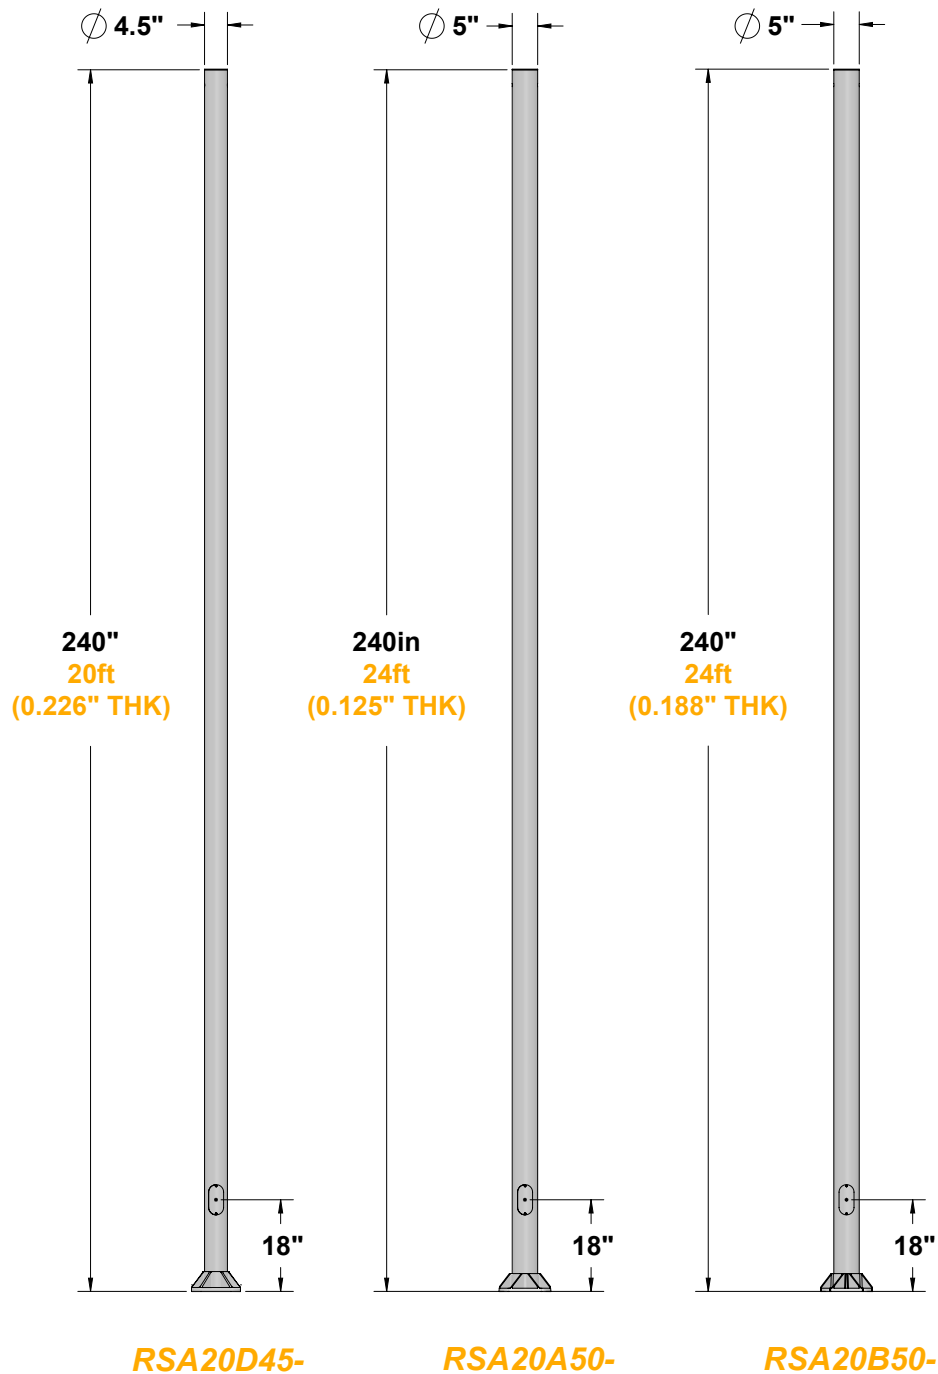 ⌀ 4.5"
⌀ 5"
⌀ 5"
240"
20ft
(0.226" THK)
240in
24ft
(0.125" THK)
240"
24ft
(0.188" THK)
18"
18"
18"
RSA20D45-
RSA20A50-
RSA20B50-